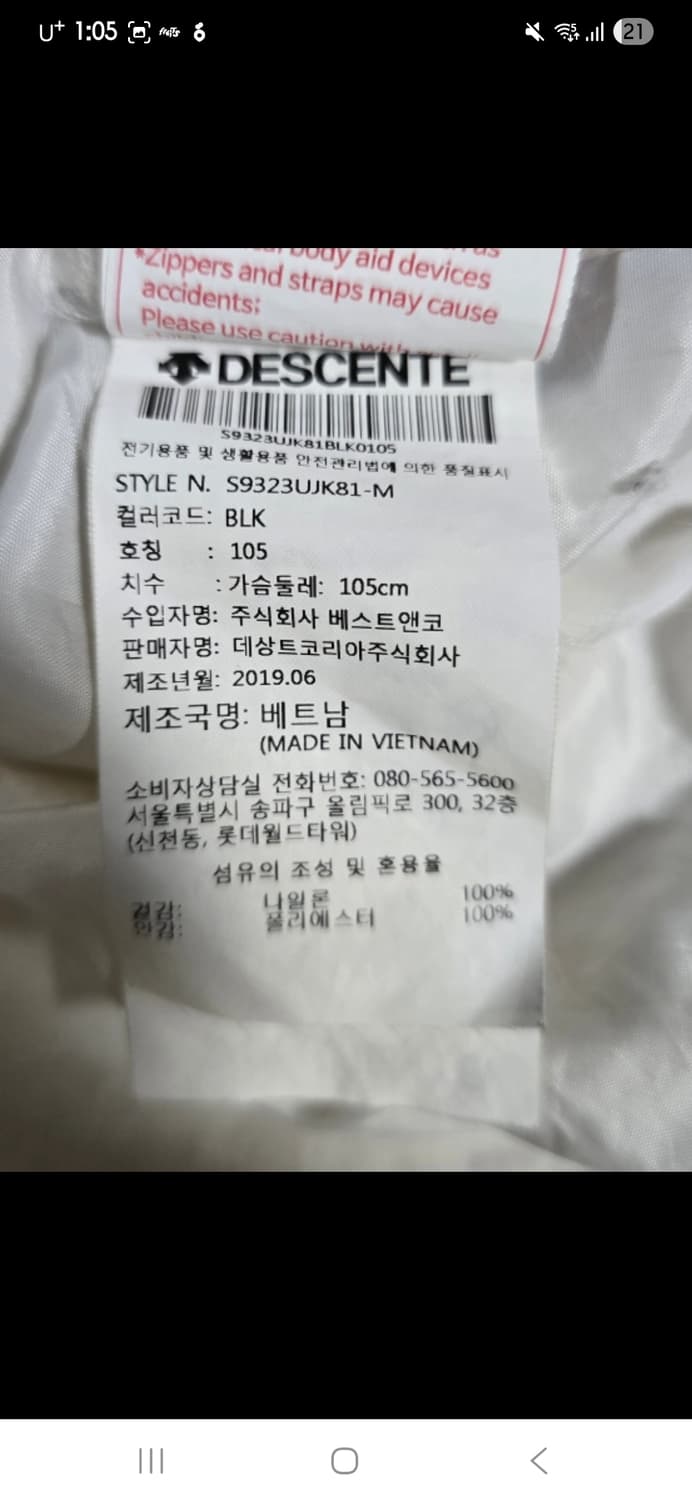 U+ 1:05
21
body aid devices
*Zippers and straps may cause
accidents;
Please use caution with
DESCENTE
S9323UJK81BLK0105
전기용품 및 생활용품 안전관리법에 의한 품질표시
STYLE N. S9323UJK81-M
컬러코드: BLK
호칭 : 105
치수 : 가슴둘레: 105cm
수입자명: 주식회사 베스트앤코
판매자명: 데상트코리아주식회사
제조년월: 2019.06
제조국명: 베트남
(MADE IN VIETNAM)
소비자상담실 전화번호: 080-565-5600
서울특별시 송파구 올림픽로 300, 32층
(신천동, 롯데월드타워)
섬유의 조성 및 혼용율
겉감: 나일론 100%
안감: 폴리에스터 100%